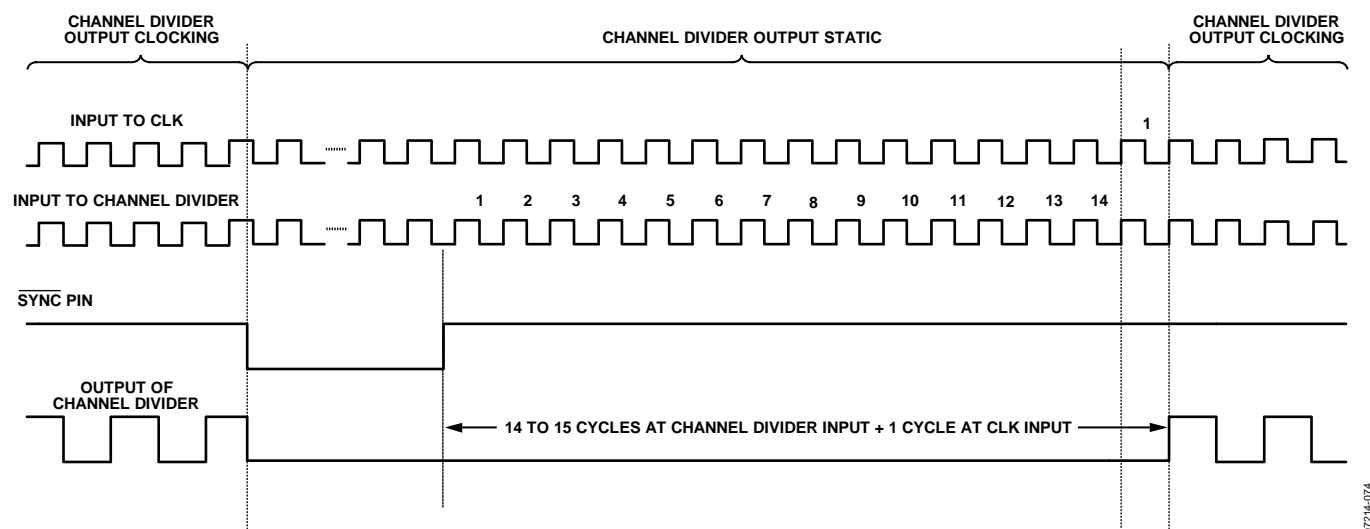 CHANNEL DIVIDER
OUTPUT CLOCKING
CHANNEL DIVIDER OUTPUT STATIC
CHANNEL DIVIDER
OUTPUT CLOCKING
INPUT TO CLK
1
INPUT TO CHANNEL DIVIDER
1 2 3 4 5 6 7 8 9 10 11 12 13 14
SYNC PIN
OUTPUT OF
CHANNEL DIVIDER
14 TO 15 CYCLES AT CHANNEL DIVIDER INPUT + 1 CYCLE AT CLK INPUT